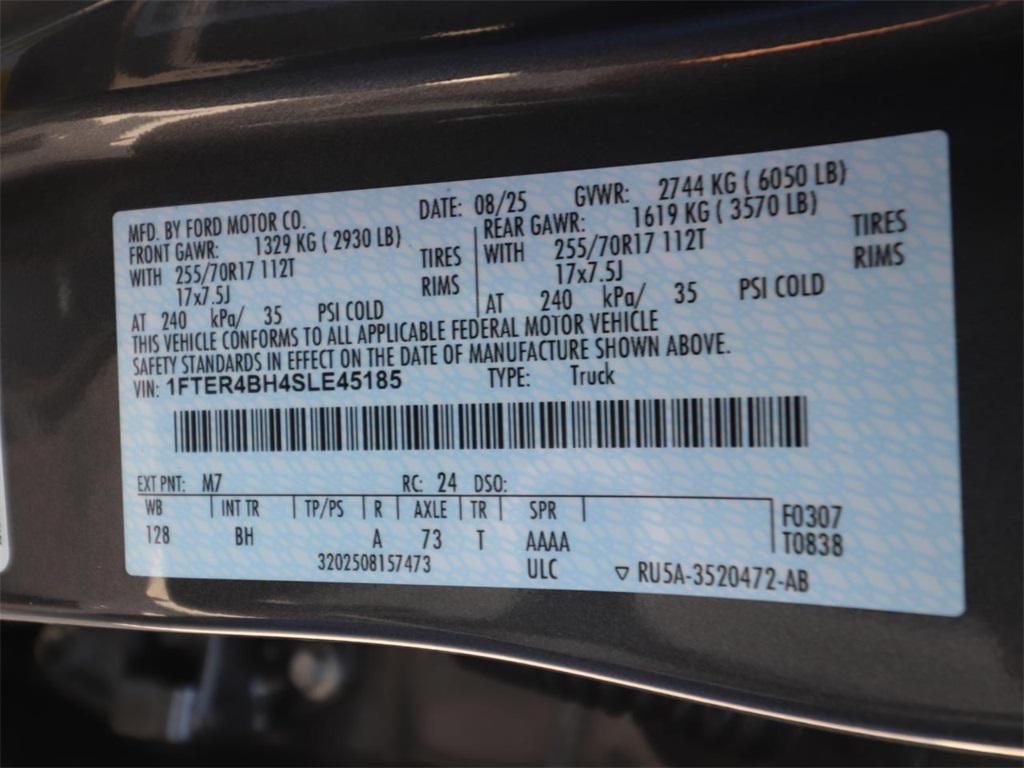 MFD. BY FORD MOTOR CO. DATE: 08/25 GVWR: 2744 KG ( 6050 LB)
FRONT GAWR: 1329 KG ( 2930 LB) REAR GAWR: 1619 KG ( 3570 LB)
WITH 255/70R17 112T TIRES WITH 255/70R17 112T TIRES
17x7.5J RIMS 17x7.5J RIMS
AT 240 kPa/ 35 PSI COLD AT 240 kPa/ 35 PSI COLD
THIS VEHICLE CONFORMS TO ALL APPLICABLE FEDERAL MOTOR VEHICLE
SAFETY STANDARDS IN EFFECT ON THE DATE OF MANUFACTURE SHOWN ABOVE.
VIN: 1FTER4BH4SLE45185 TYPE: Truck
EXT PNT: M7 RC: 24 DSO:
WB INT TR TP/PS R AXLE TR SPR F0307
128 BH A 73 T AAAA T0838
3202508157473 ULC ▽ RU5A-3520472-AB